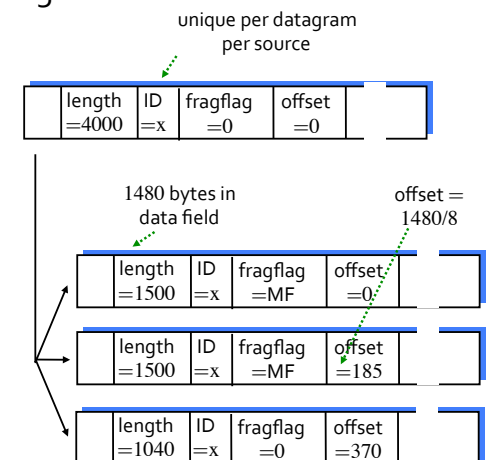 unique per datagram
per source
length ID fragflag offset
=4000 =x =0 =0
1480 bytes in
data field
offset =
1480/8
length ID fragflag offset
=1500 =x =MF =0
length ID fragflag offset
=1500 =x =MF =185
length ID fragflag offset
=1040 =x =0 =370